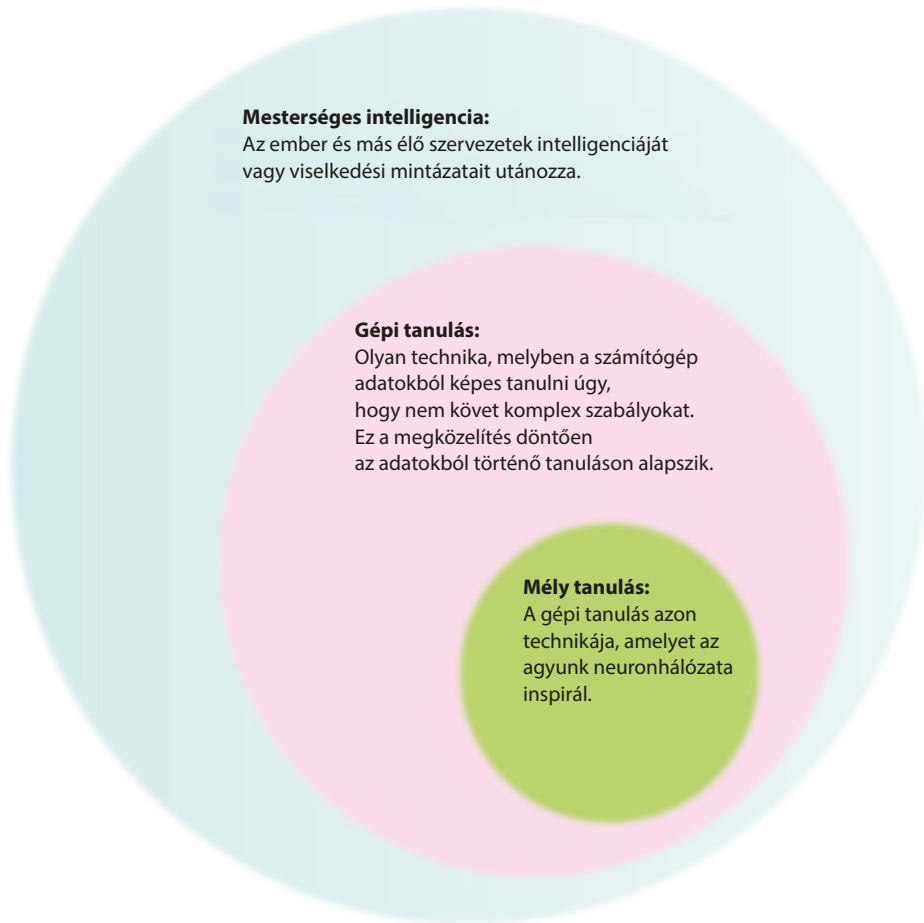 Mesterséges intelligencia:
Az ember és más élő szervezetek intelligenciáját
vagy viselkedési mintázatait utánozza.
Gépi tanulás:
Olyan technika, melyben a számítógép
adatokból képes tanulni úgy,
hogy nem követ komplex szabályokat.
Ez a megközelítés döntően
az adatokból történő tanuláson alapszik.
Mély tanulás:
A gépi tanulás azon
technikája, amelyet az
agyunk neuronhálózata
inspirál.